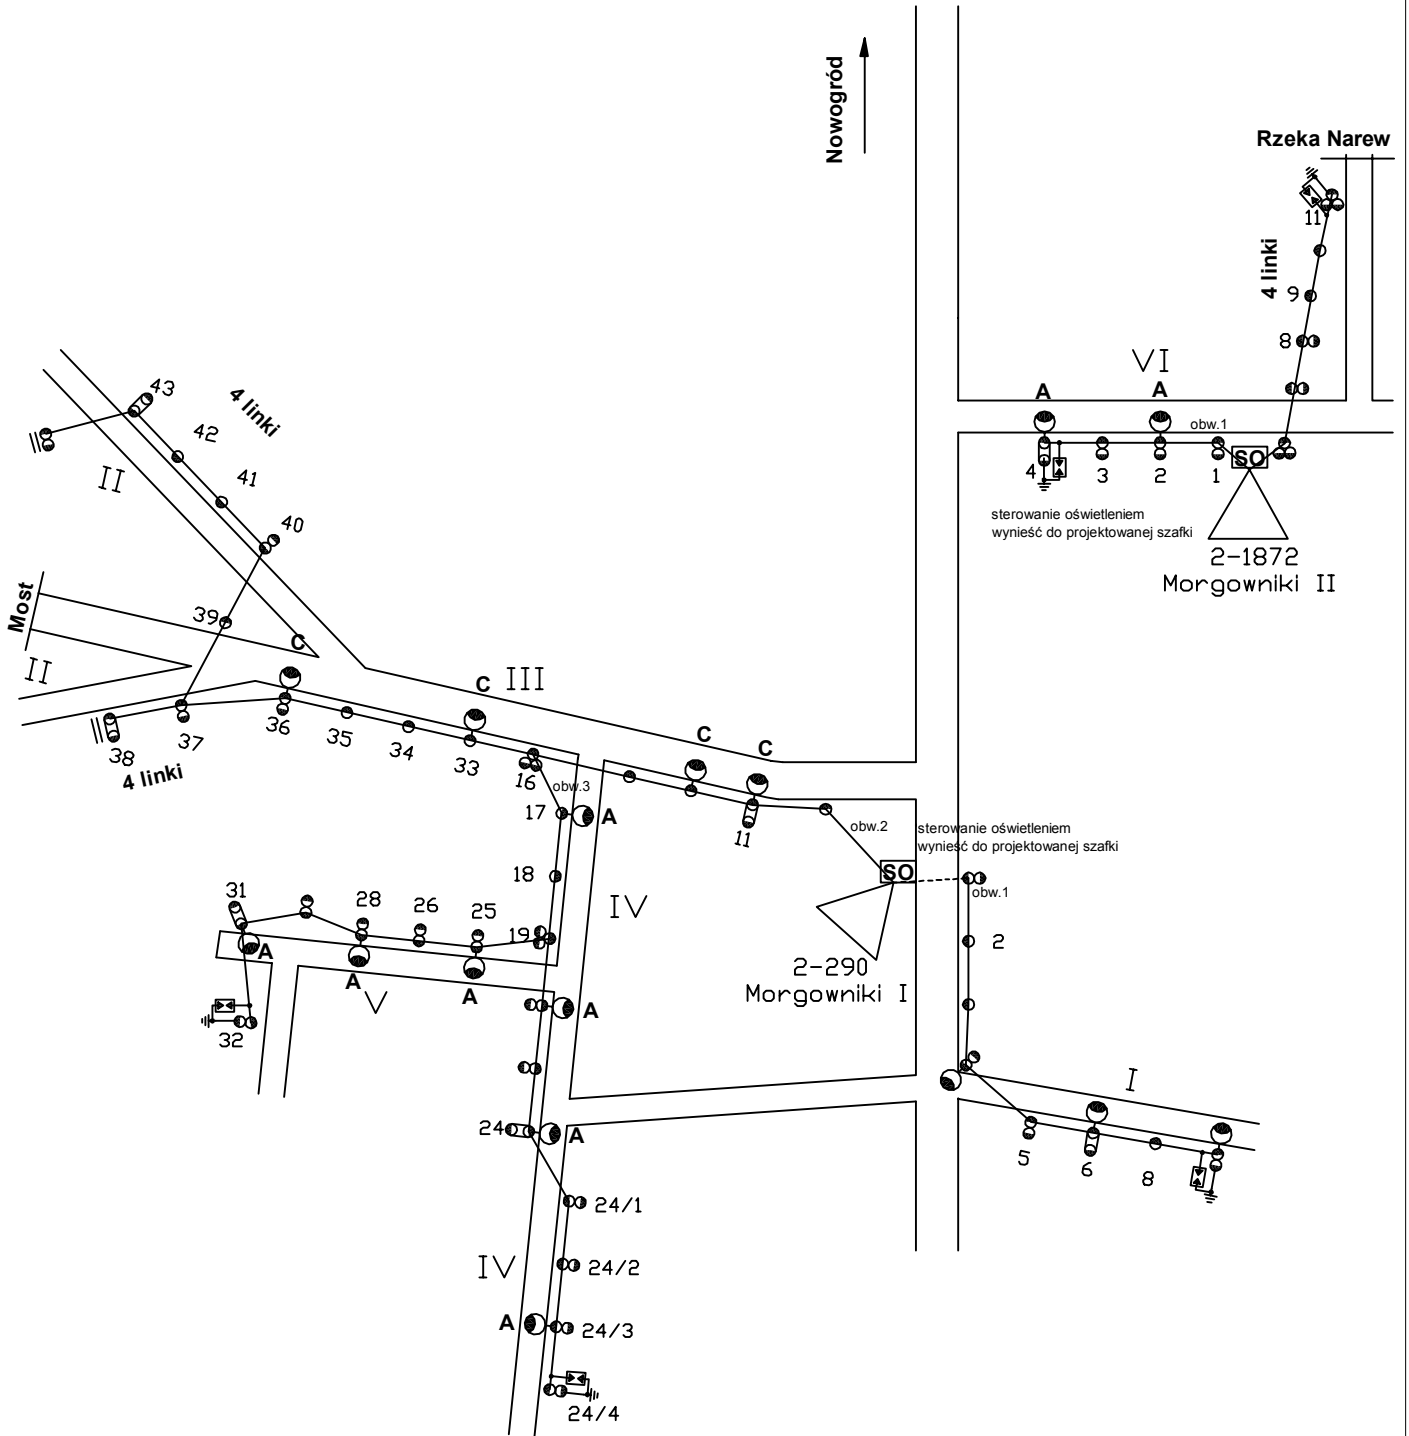 Nowogród
Rzeka Narew
11
4 linki
9
8
VI
A
A
obw.1
SO
4
3
2
1
sterowanie oświetleniem
wynieść do projektowanej szafki
2-1872
Morgowniki II
43
4 linki
42
II
41
40
Most
39
C
II
C
III
36
35
34
33
38
37
4 linki
16
C
C
obw.3
17
A
11
obw.2
sterowanie oświetleniem
wynieść do projektowanej szafki
SO
obw.1
18
IV
31
28
26
25
19
A
A
A
V
A
2
2-290
Morgowniki I
32
24
A
I
5
6
8
24/1
IV
24/2
A
24/3
24/4